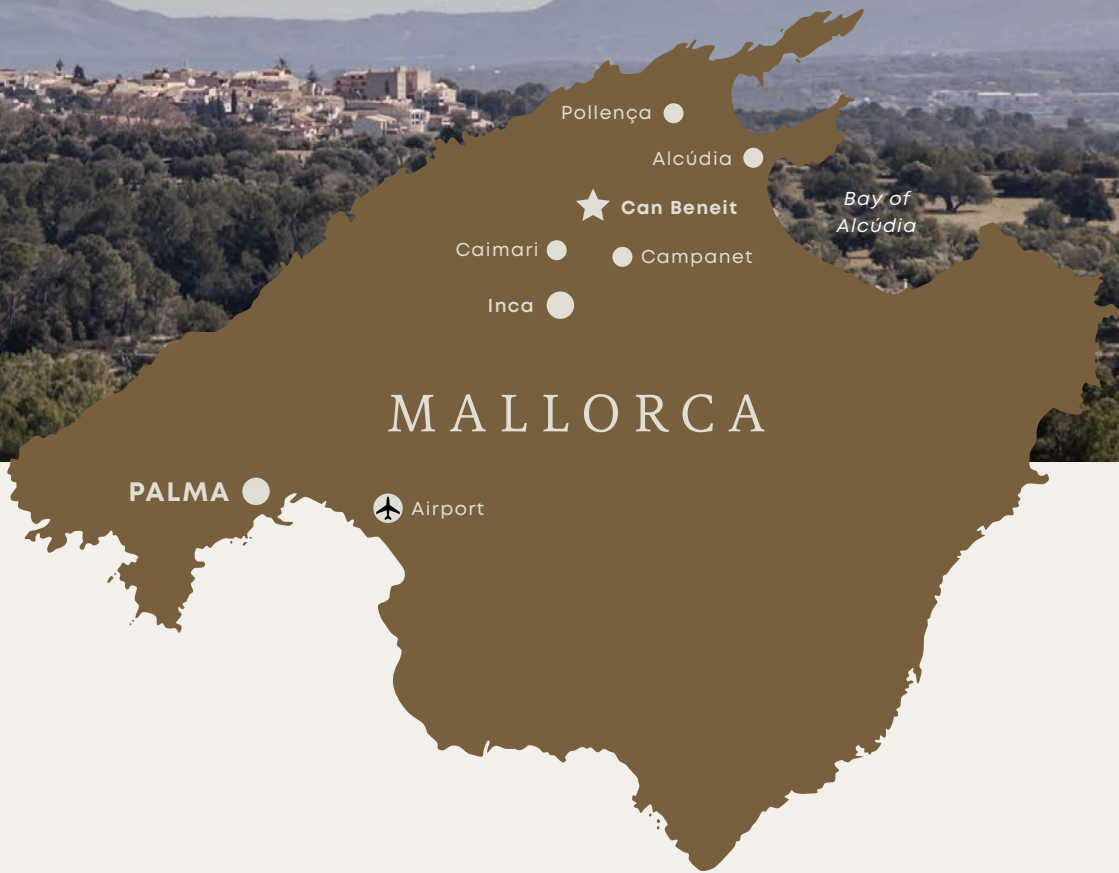 Pollença
Alcúdia
Bay of
Alcúdia
Can Beneit
Caimari
Campanet
Inca
MALLORCA
PALMA
Airport